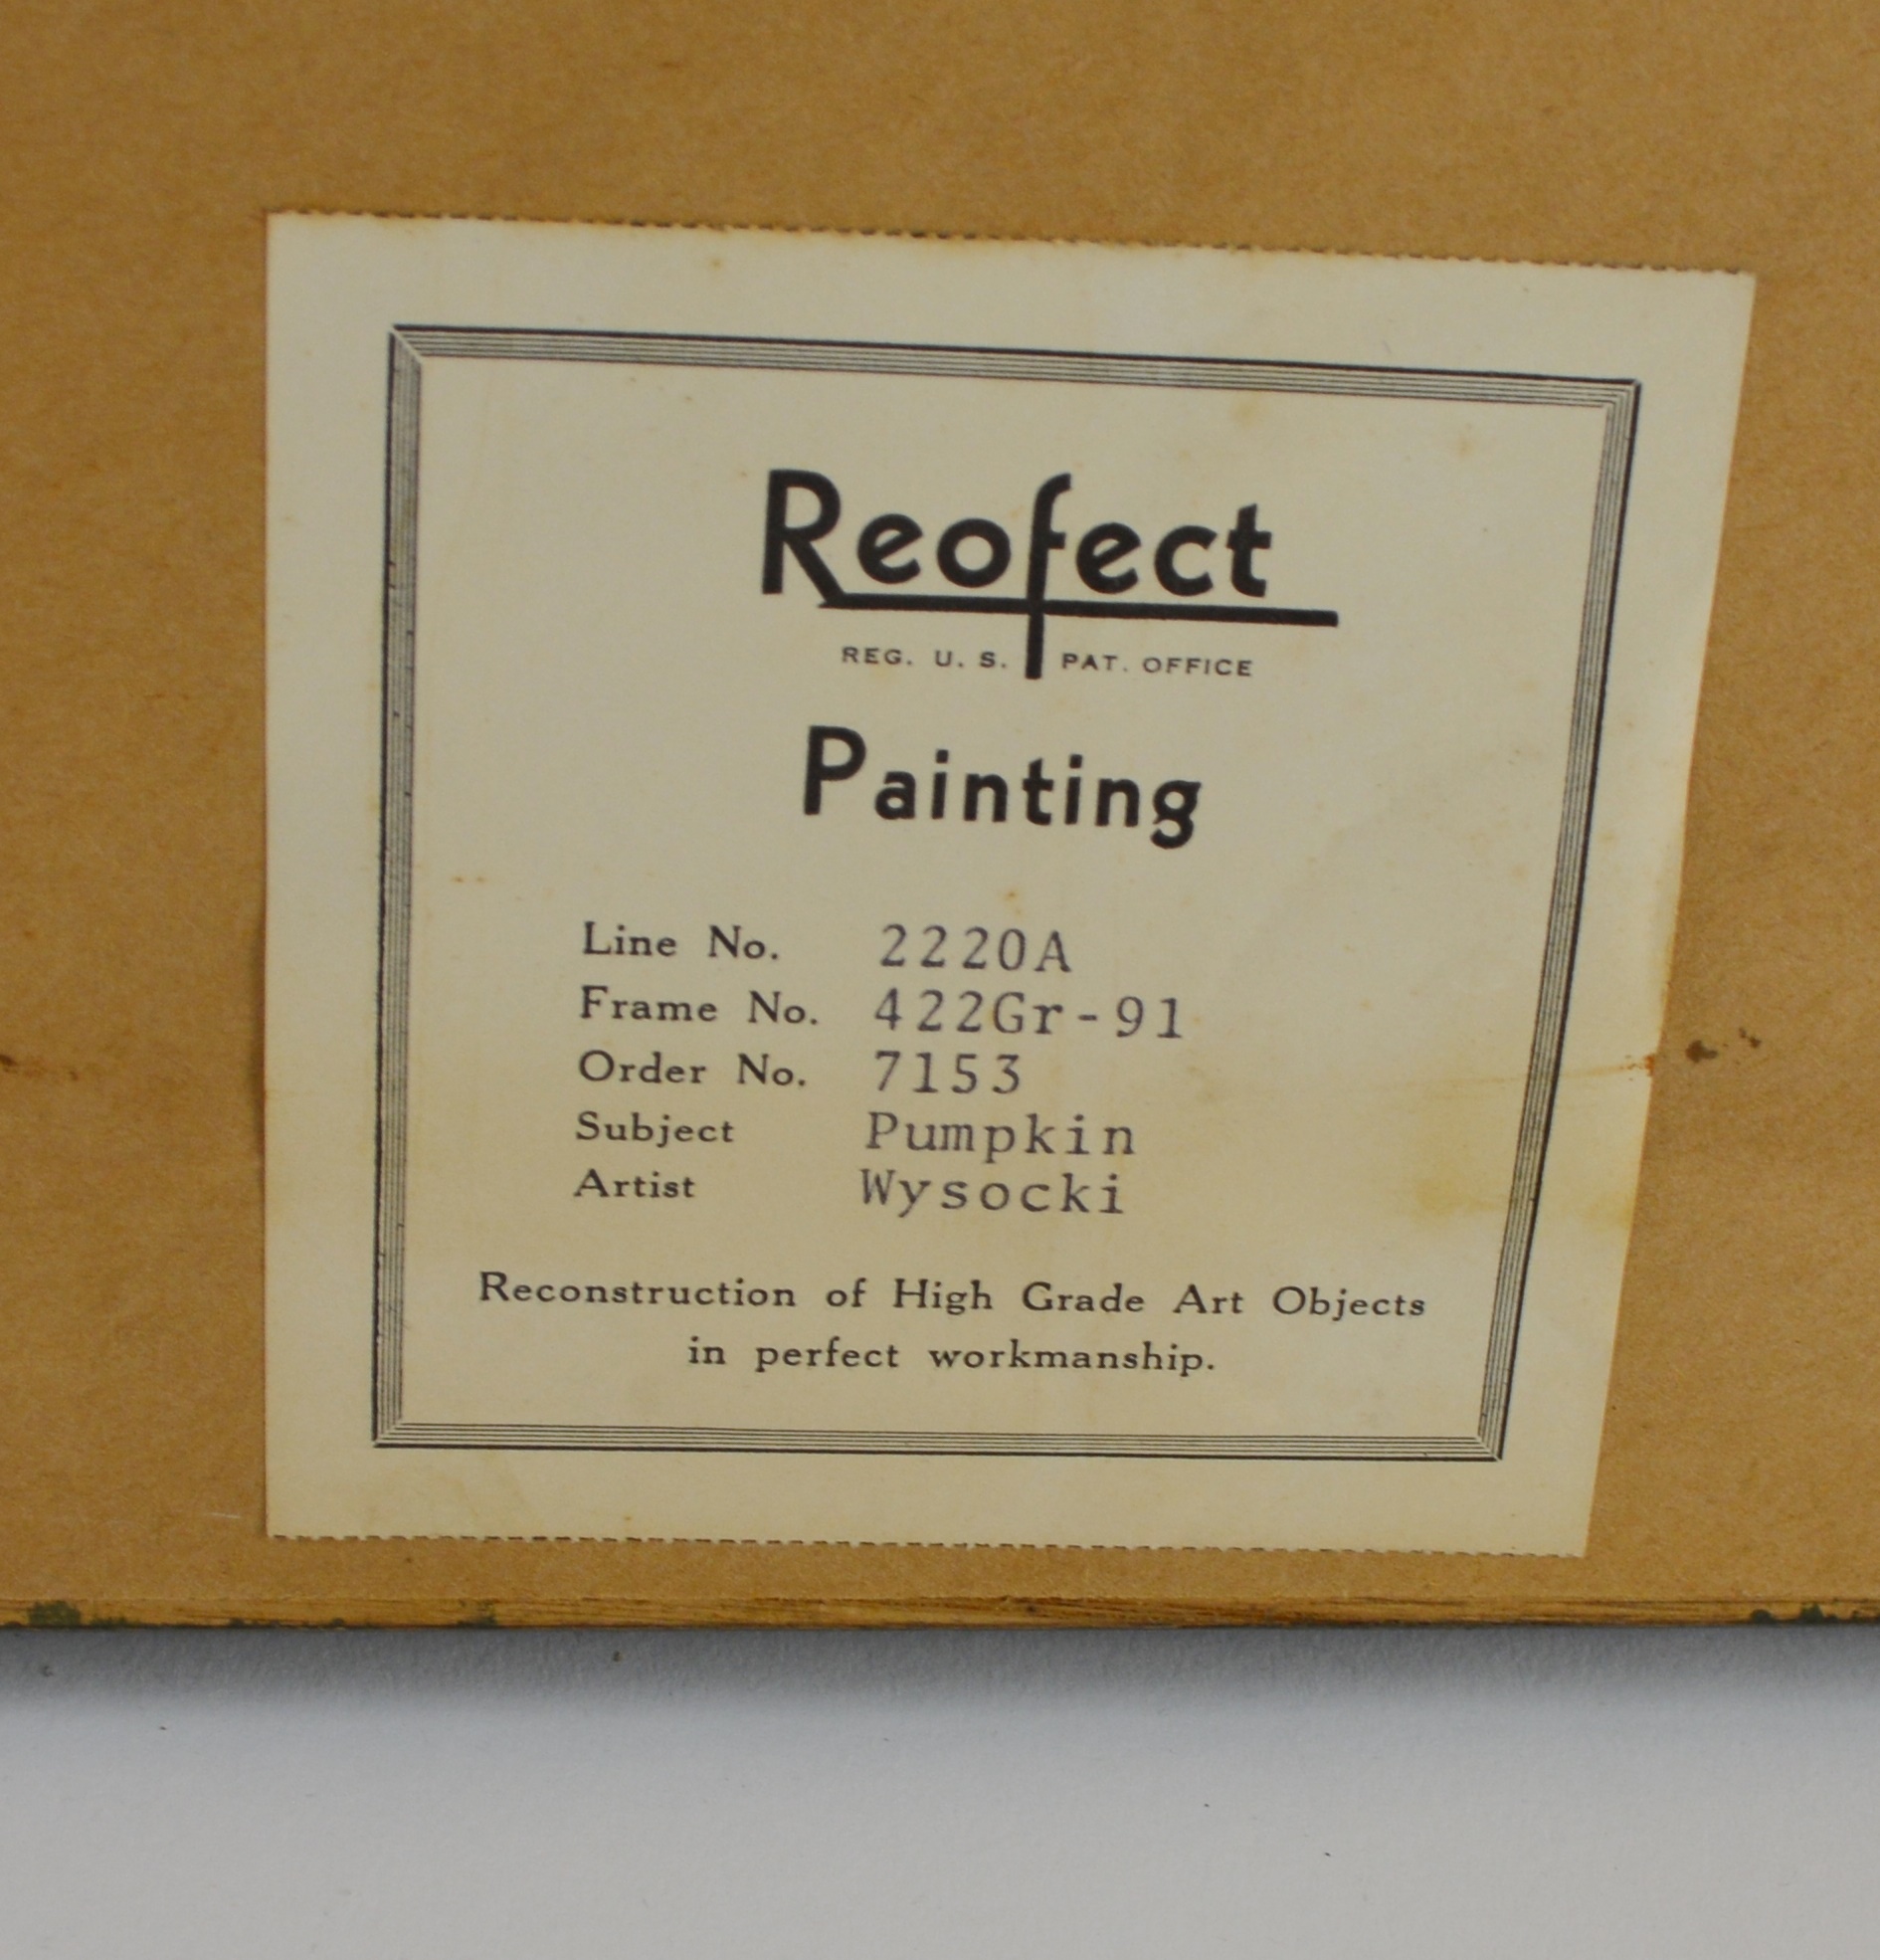 Reofect
REG. U. S. PAT. OFFICE
Painting
Line No. 2220A
Frame No. 422Gr-91
Order No. 7153
Subject Pumpkin
Artist Wysocki
Reconstruction of High Grade Art Objects
in perfect workmanship.